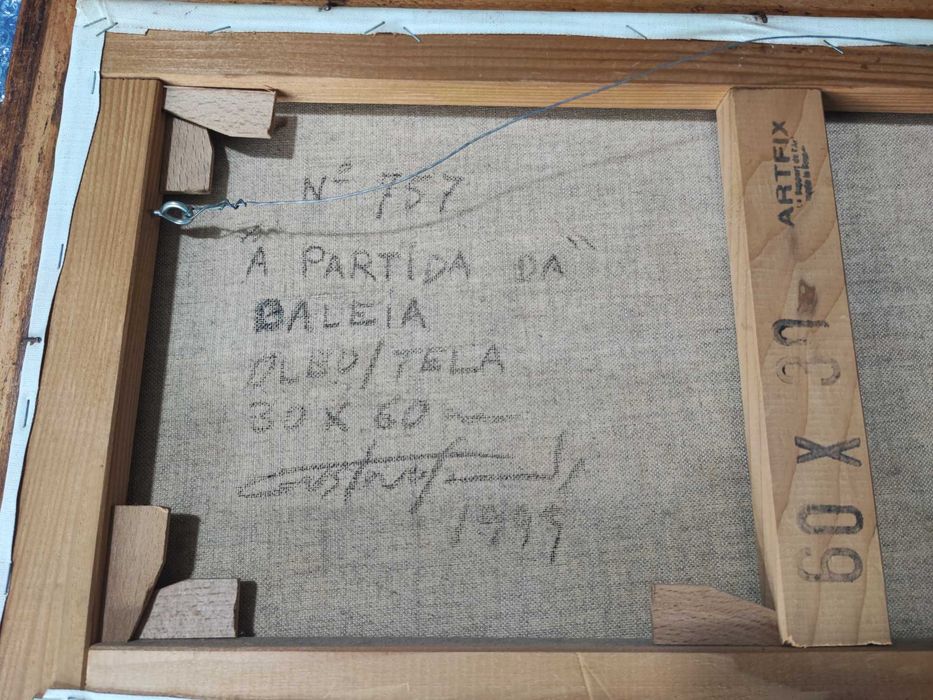 Nº 757
"A PARTIDA DA"
BALEIA
ÓLEO/TELA
30 X 60
1995
ARTFIX
60 X 30